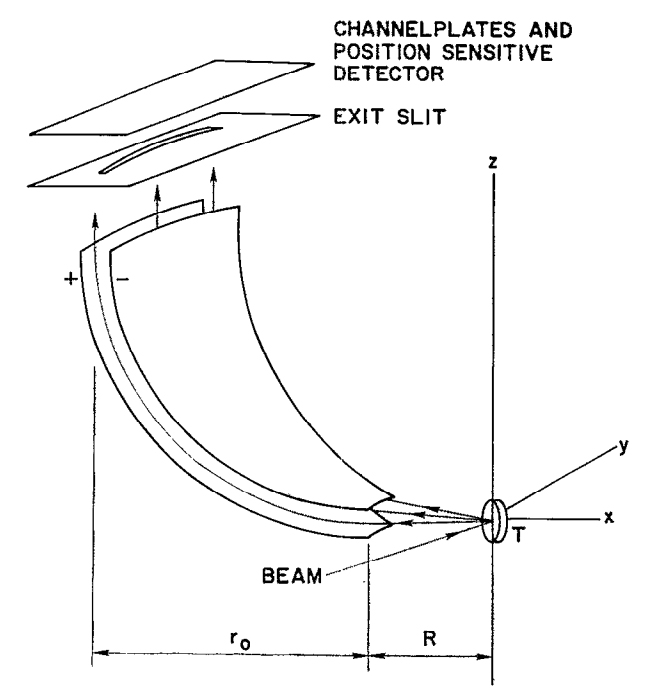 CHANNELPLATES AND
POSITION SENSITIVE
DETECTOR
EXIT SLIT
z
+
−
y
x
T
BEAM
r₀
R